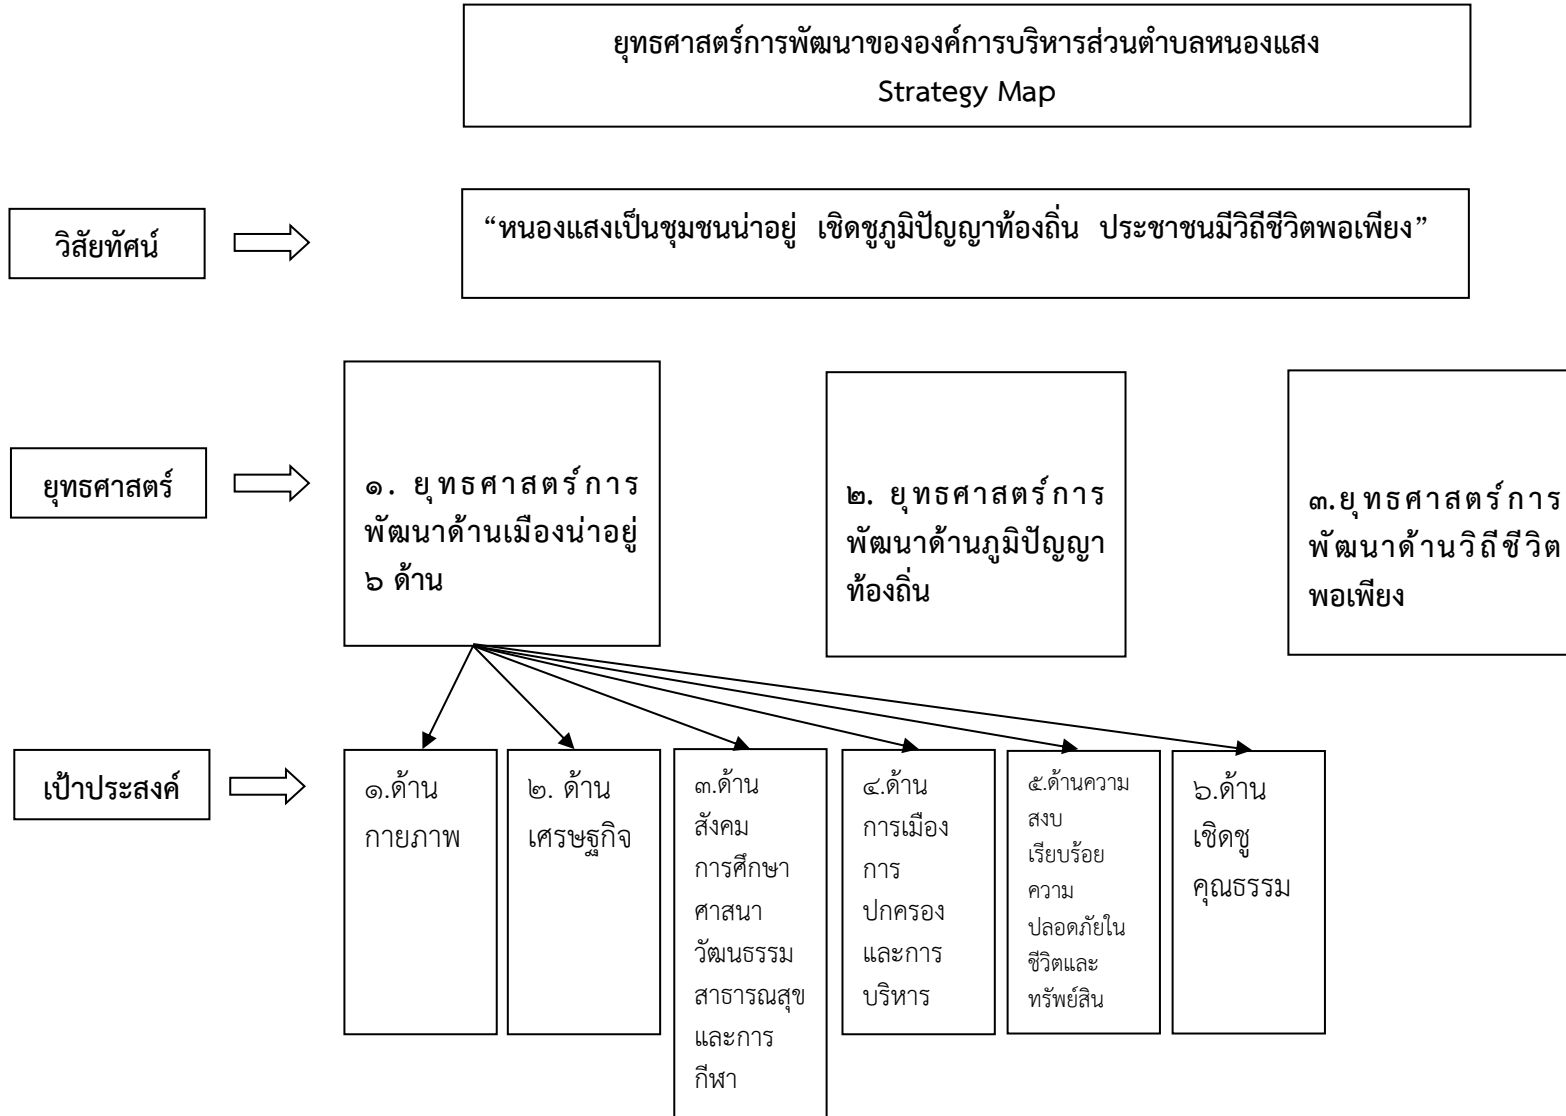 ยุทธศาสตร์การพัฒนาขององค์การบริหารส่วนตำบลหนองแสง
Strategy Map
วิสัยทัศน์
“หนองแสงเป็นชุมชนน่าอยู่ เชิดชูภูมิปัญญาท้องถิ่น ประชาชนมีวิถีชีวิตพอเพียง”
ยุทธศาสตร์
๑. ยุทธศาสตร์การ
พัฒนาด้านเมืองน่าอยู่
๖ ด้าน
๒. ยุทธศาสตร์การ
พัฒนาด้านภูมิปัญญา
ท้องถิ่น
๓.ยุทธศาสตร์การ
พัฒนาด้านวิถีชีวิต
พอเพียง
เป้าประสงค์
๑.ด้าน
กายภาพ
๒. ด้าน
เศรษฐกิจ
๓.ด้าน
สังคม
การศึกษา
ศาสนา
วัฒนธรรม
สาธารณสุข
และการ
กีฬา
๔.ด้าน
การเมือง
การ
ปกครอง
และการ
บริหาร
๕.ด้านความ
สงบ
เรียบร้อย
ความ
ปลอดภัยใน
ชีวิตและ
ทรัพย์สิน
๖.ด้าน
เชิดชู
คุณธรรม